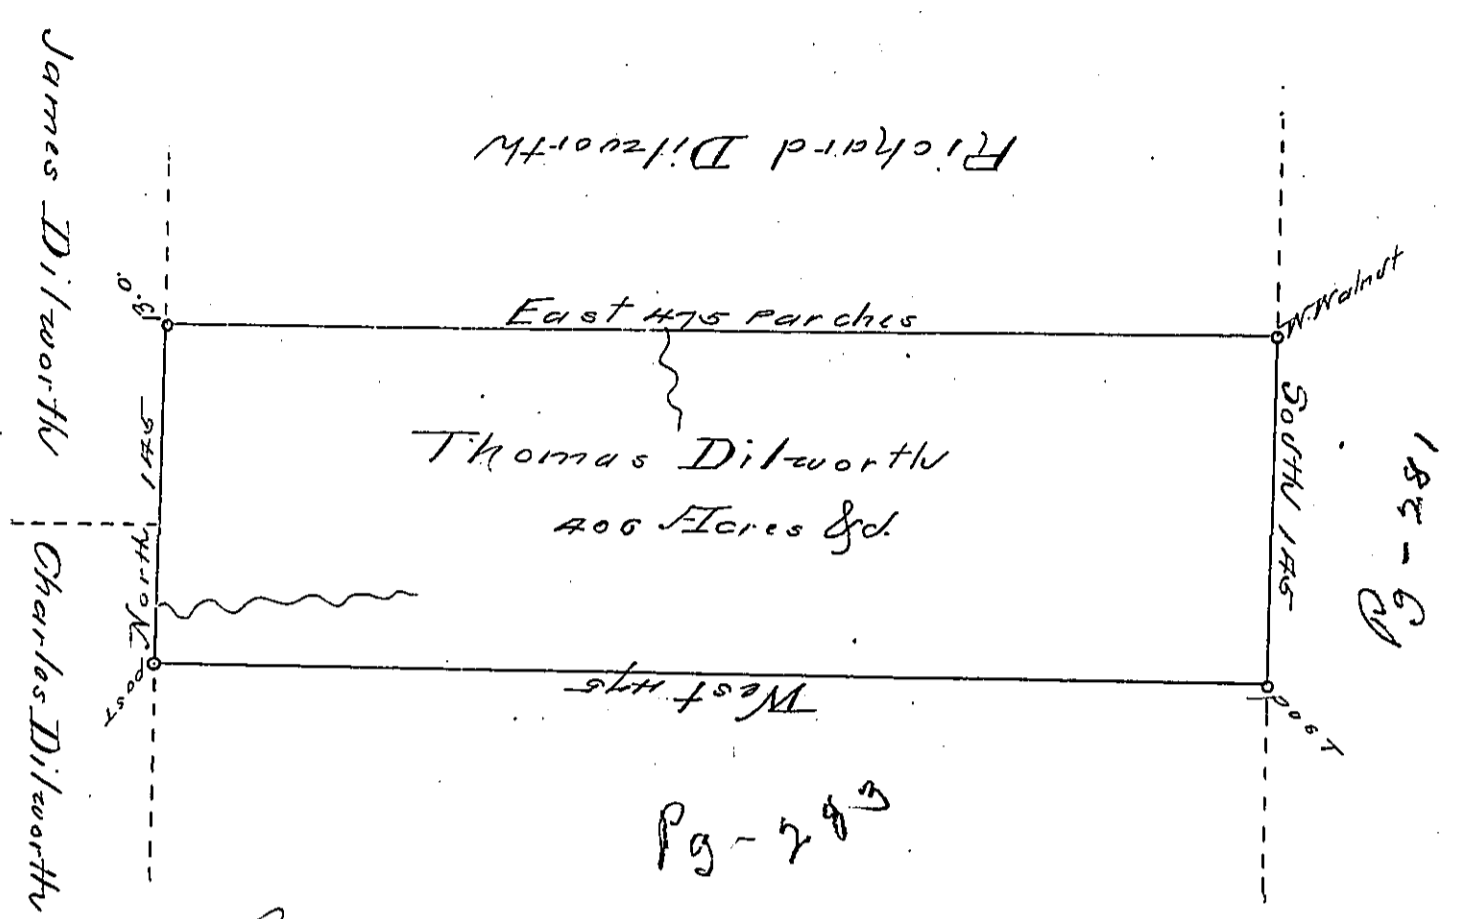 Richard Dilworth
James Dilworth
B.O.
W. Walnut
East 475 Parches
North 145
South 145
Thomas Dilworth
406 Acres &d.
Pg - 281
Charles Dilworth
Post
West 475
Post
Pg - 283